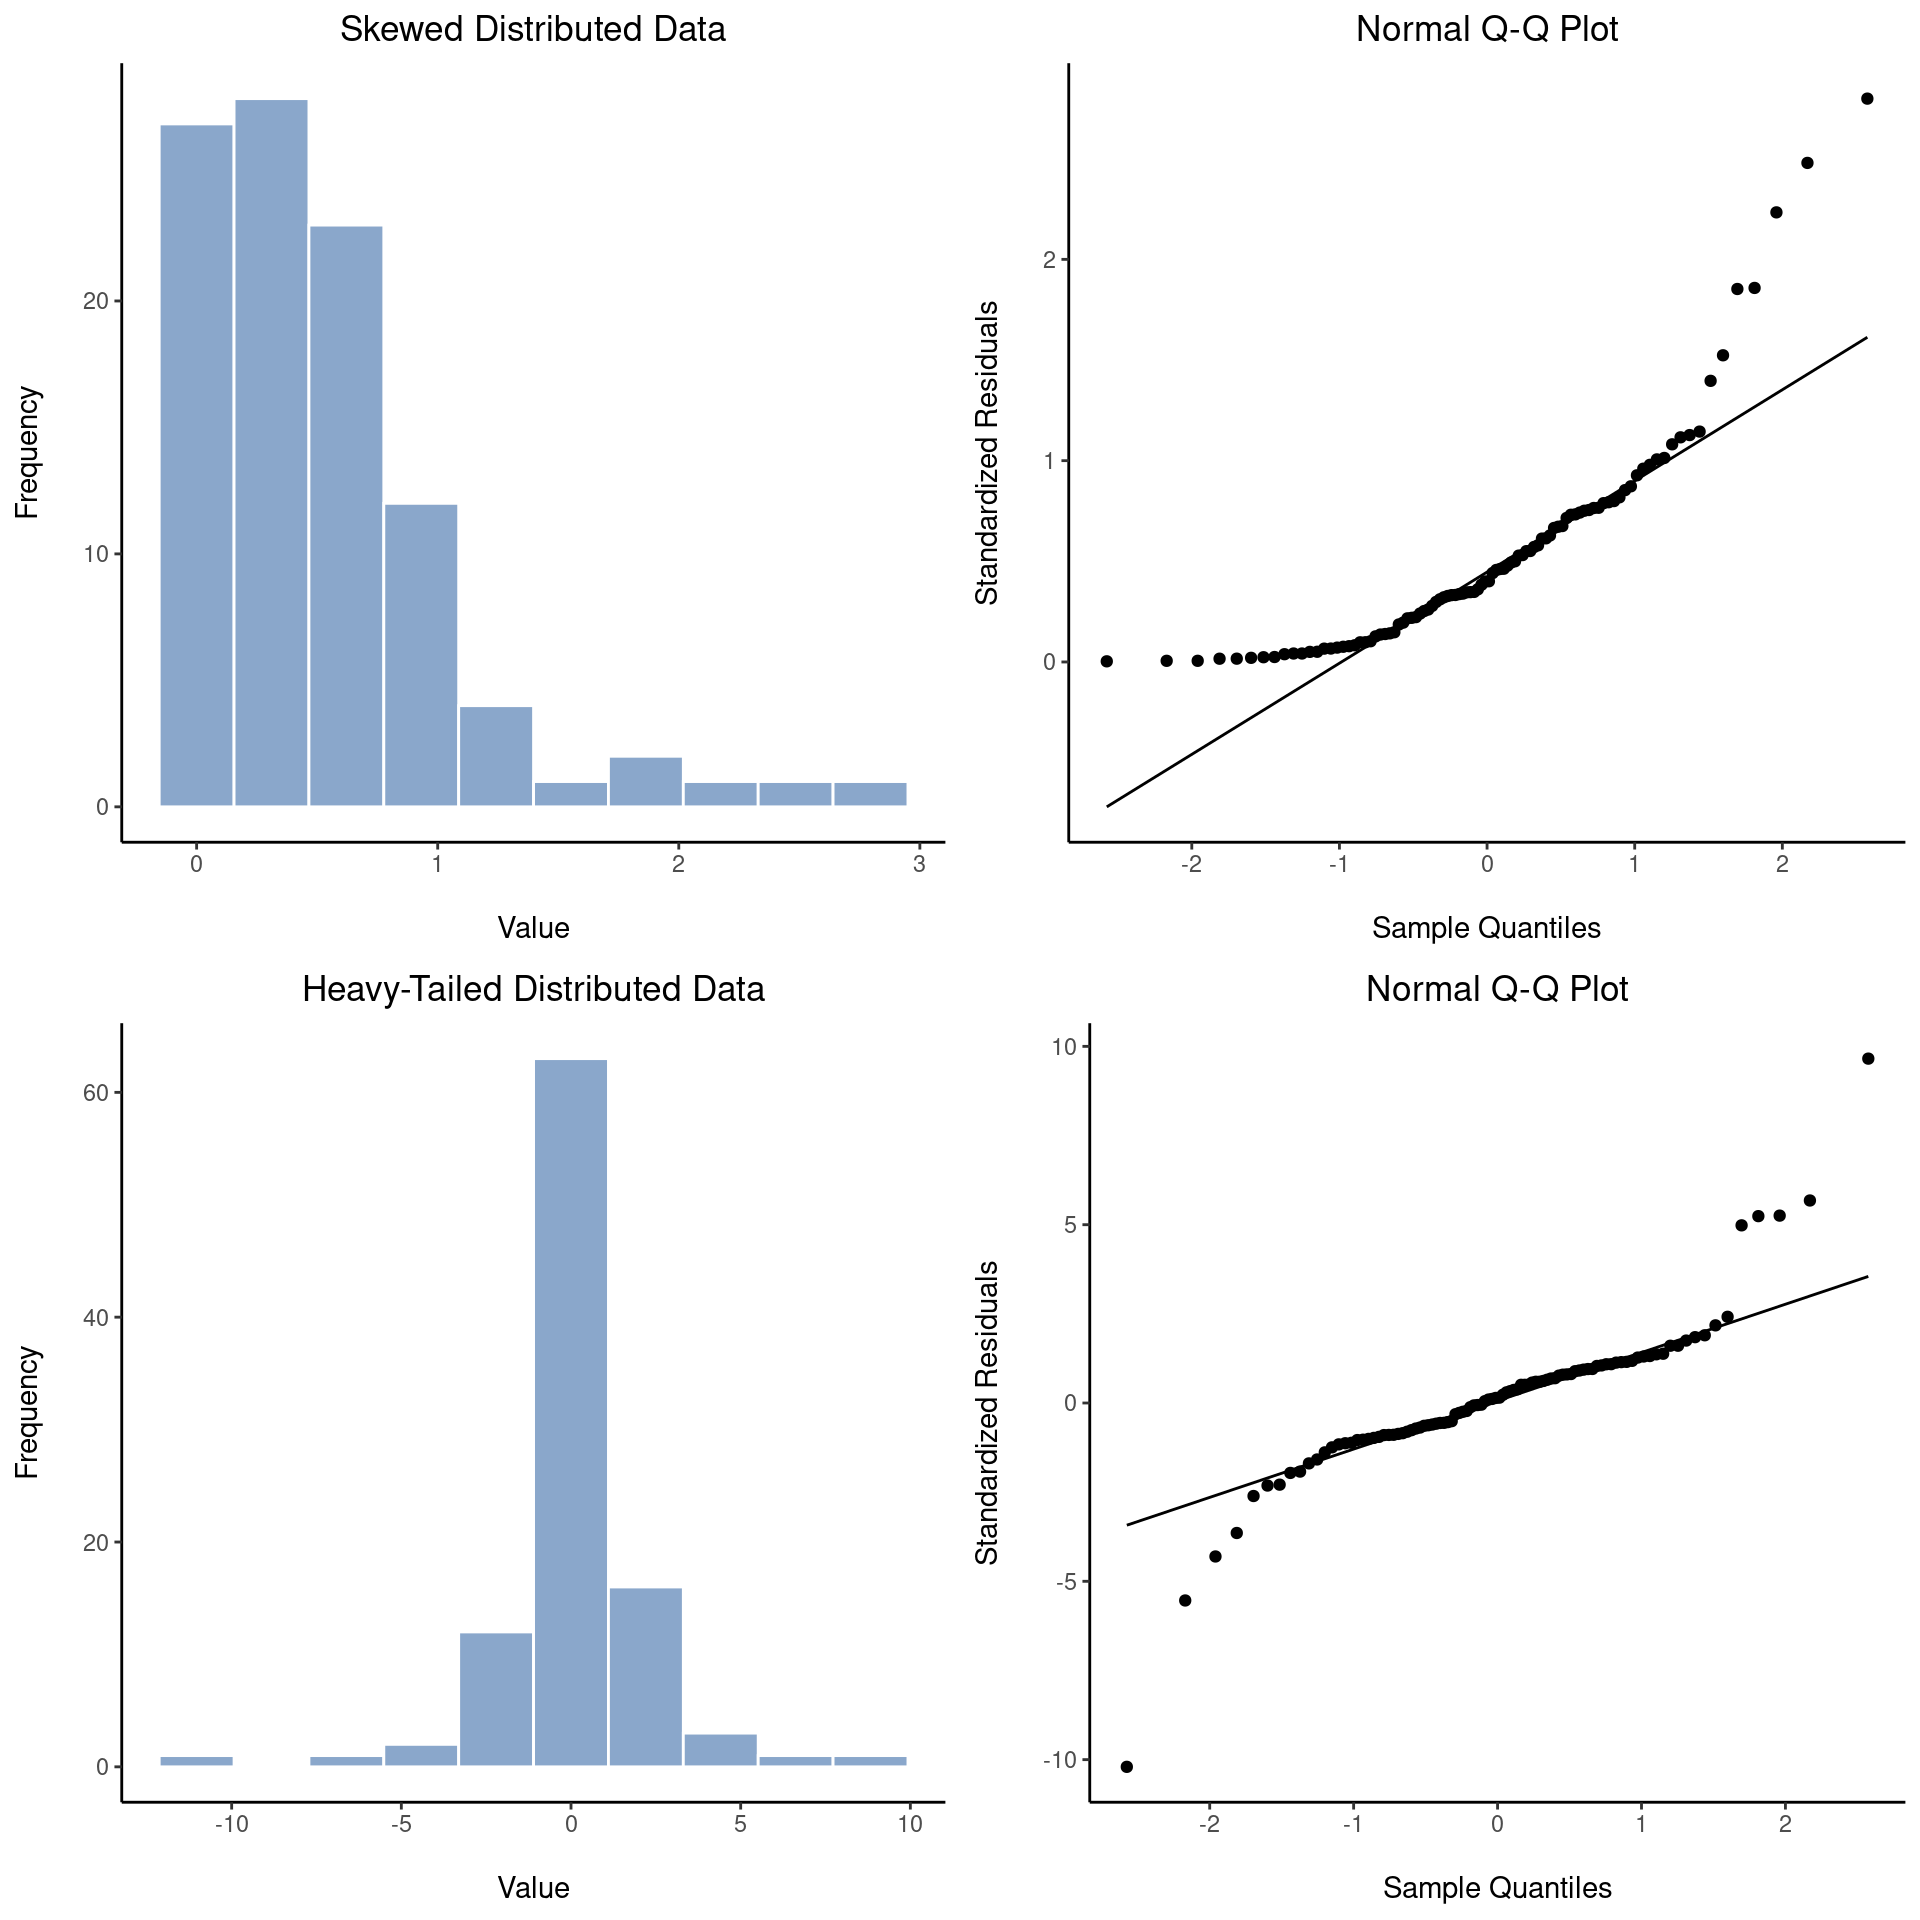 Skewed Distributed Data
Frequency
20
10
0
0 1 2 3
Value
Normal Q-Q Plot
Standardized Residuals
2
1
0
-2 -1 0 1 2
Sample Quantiles
Heavy-Tailed Distributed Data
Frequency
60
40
20
0
-10 -5 0 5 10
Value
Normal Q-Q Plot
Standardized Residuals
10
5
0
-5
-10
-2 -1 0 1 2
Sample Quantiles